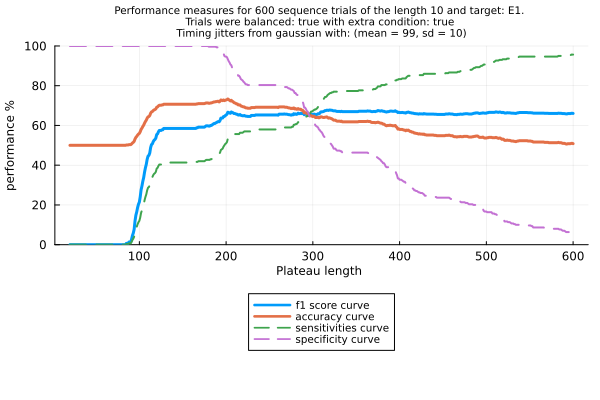 Performance measures for 600 sequence trials of the length 10 and target: E1.
Trials were balanced: true with extra condition: true
Timing jitters from gaussian with: (mean = 99, sd = 10)
100
80
60
40
20
0
performance %
100
200
300
400
500
600
Plateau length
f1 score curve
accuracy curve
sensitivities curve
specificity curve